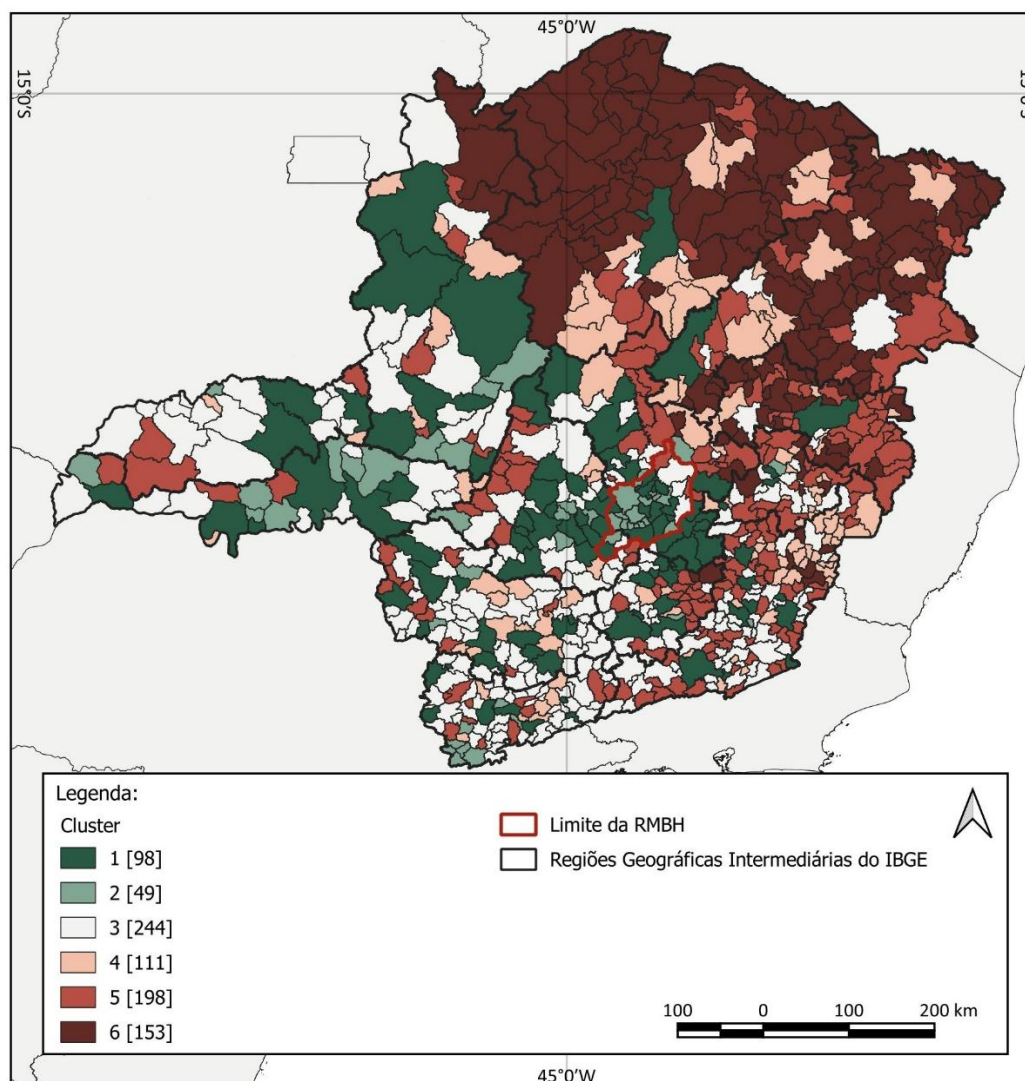 45°0’W
15°0’S
15°0’S
Legenda:
Cluster
1 [98]
2 [49]
3 [244]
4 [111]
5 [198]
6 [153]
Limite da RMBH
Regiões Geográficas Intermediárias do IBGE
100 0 100 200 km
45°0’W